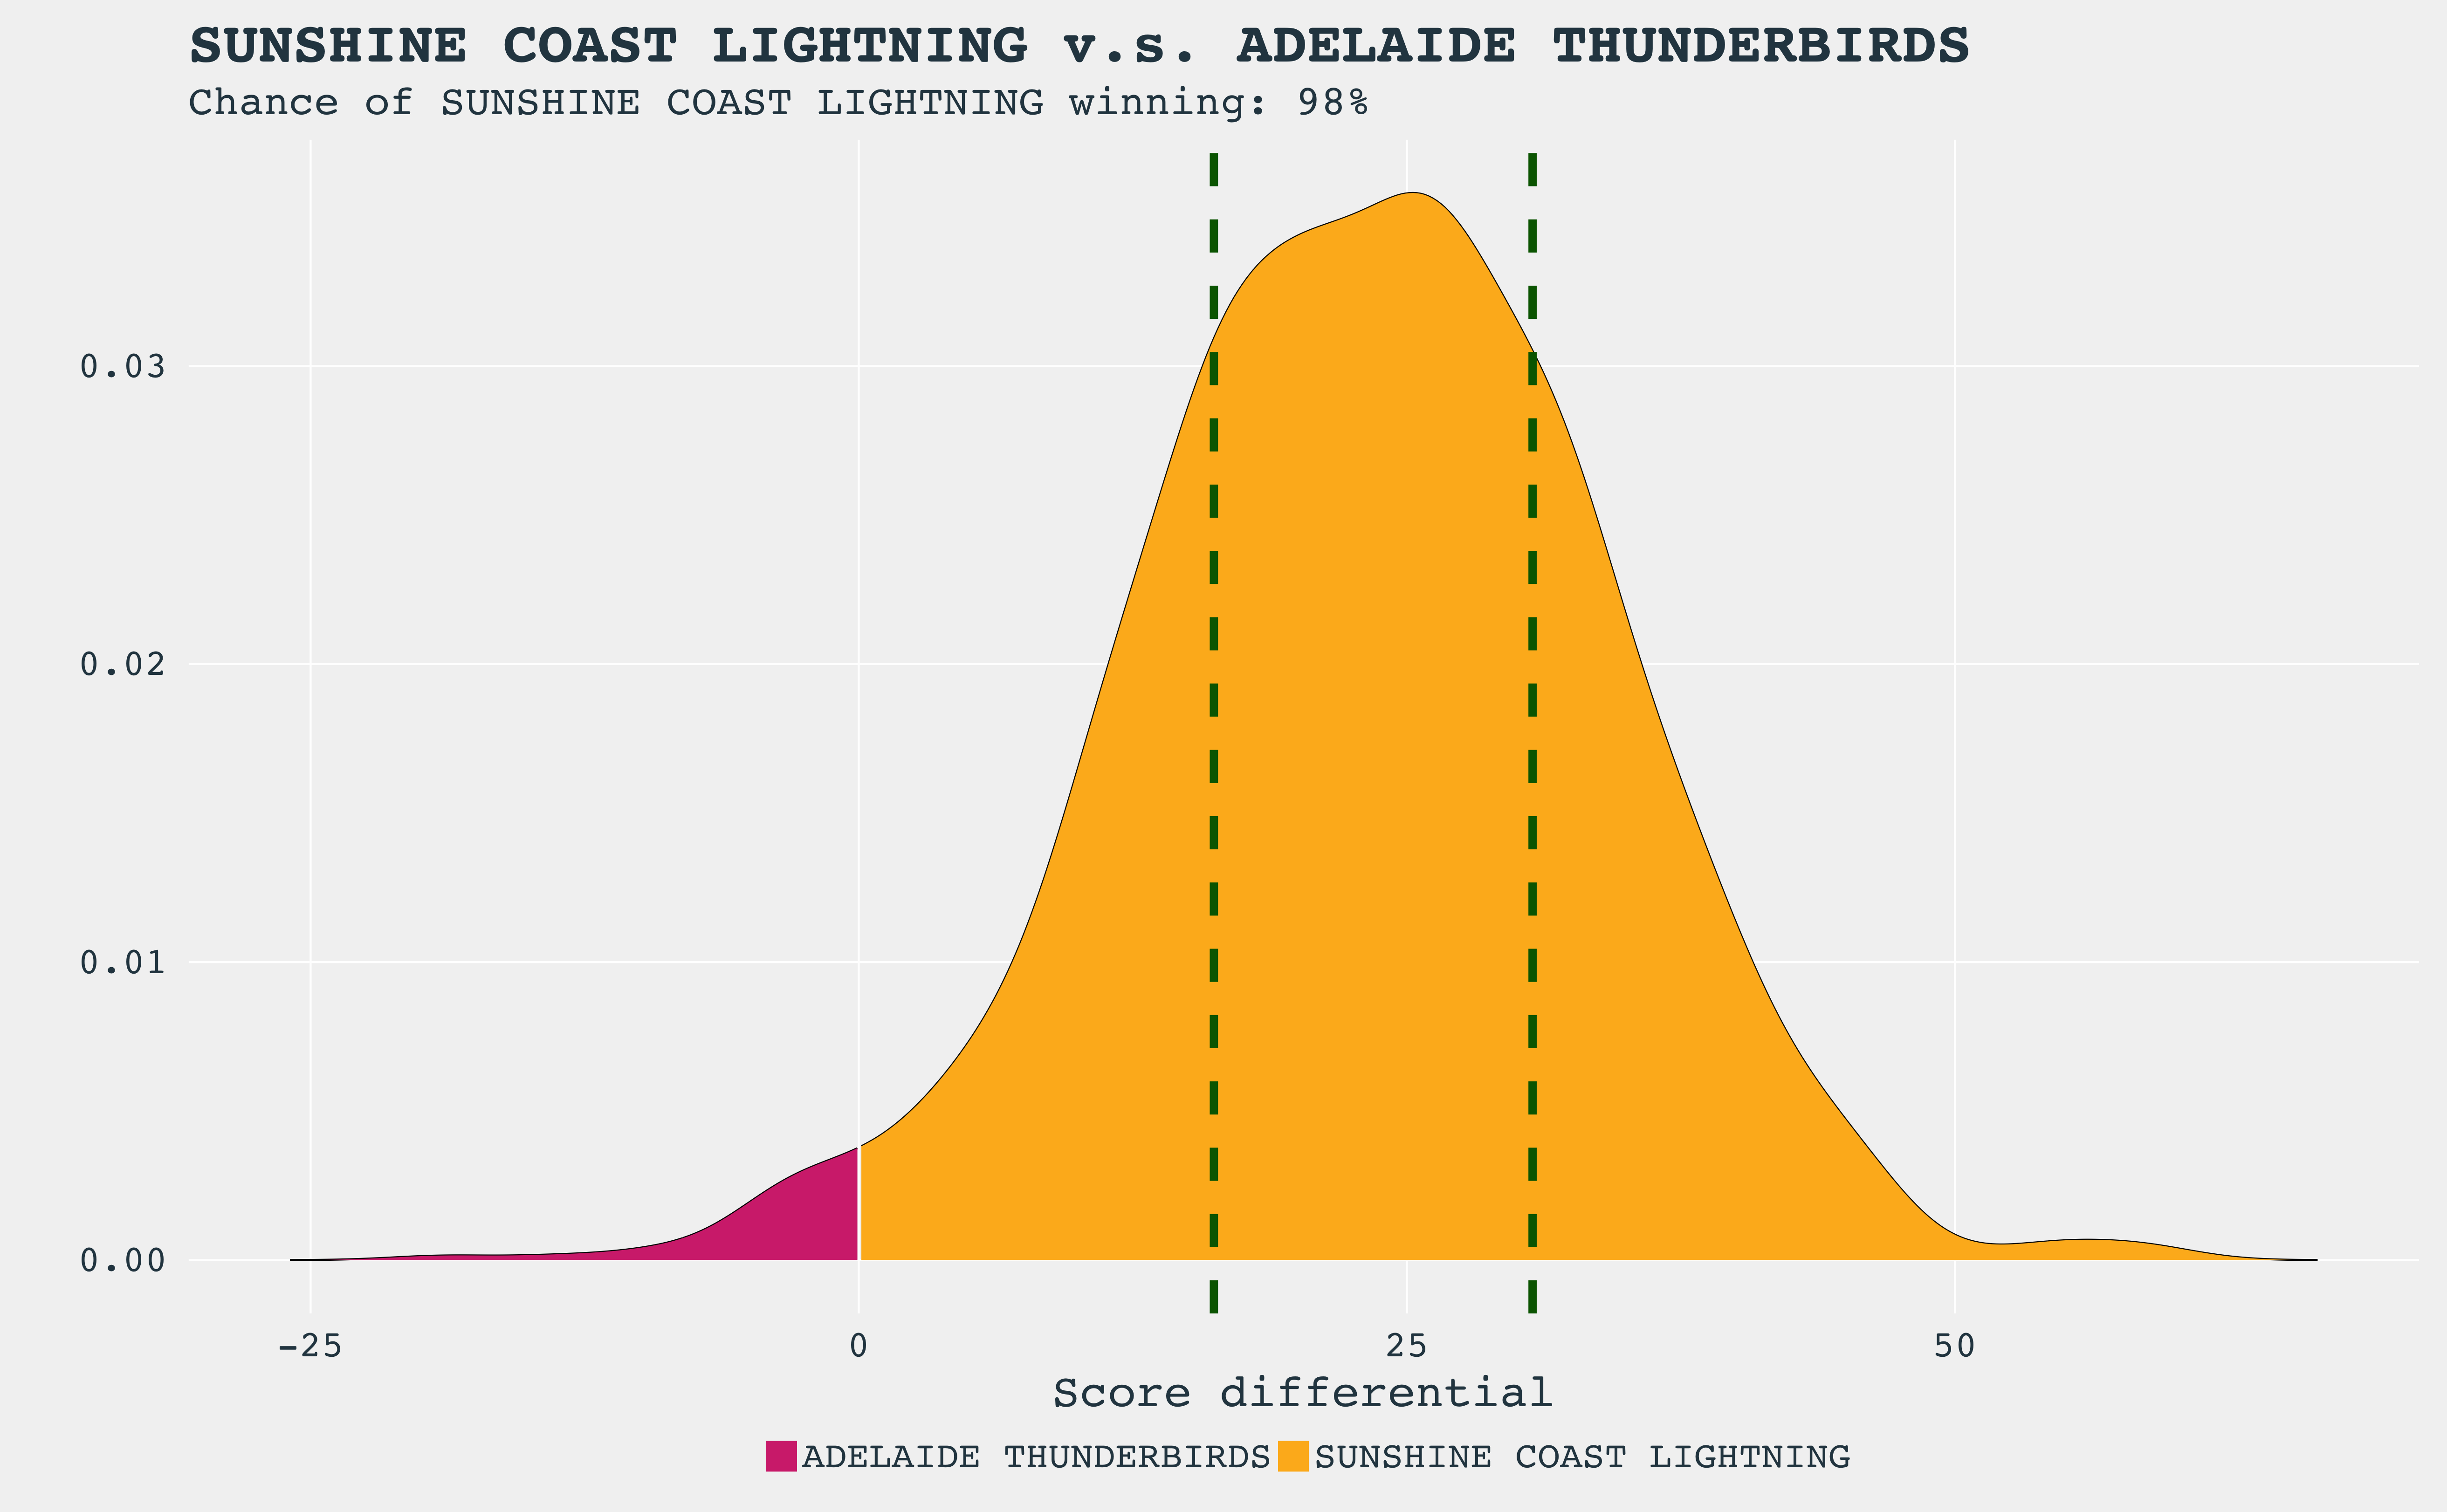 SUNSHINE COAST LIGHTNING v.s. ADELAIDE THUNDERBIRDS
Chance of SUNSHINE COAST LIGHTNING winning: 98%
0.03
0.02
0.01
0.00
-25 0 25 50
Score differential
ADELAIDE THUNDERBIRDS SUNSHINE COAST LIGHTNING